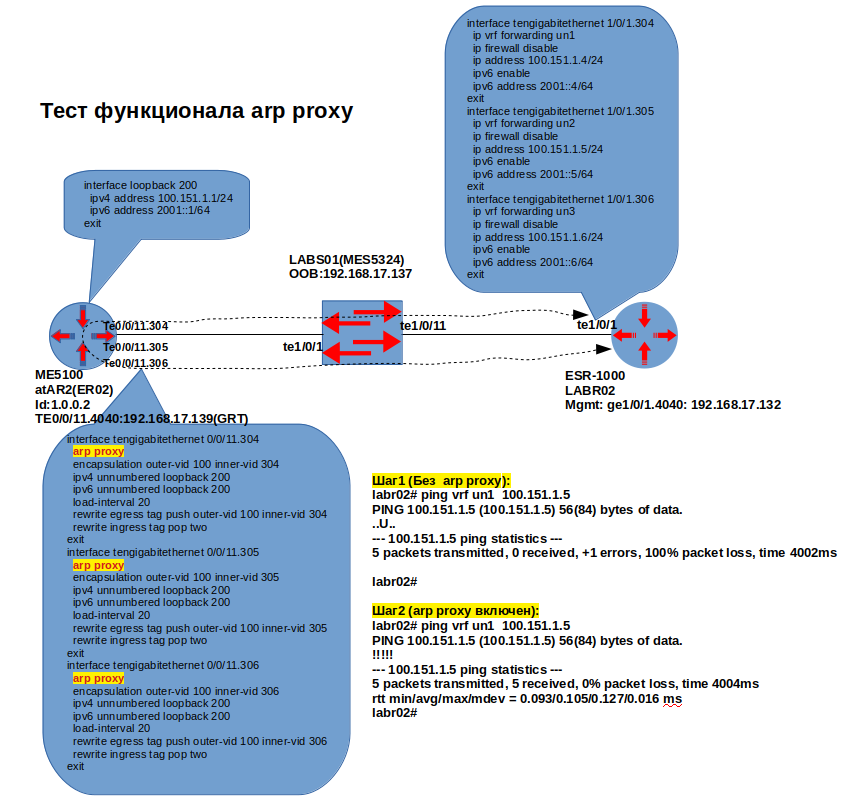 Тест функционала arp proxy
interface tengigabitethernet 1/0/1.304
ip vrf forwarding un1
ip firewall disable
ip address 100.151.1.4/24
ipv6 enable
ipv6 address 2001::4/64
exit
interface tengigabitethernet 1/0/1.305
ip vrf forwarding un2
ip firewall disable
ip address 100.151.1.5/24
ipv6 enable
ipv6 address 2001::5/64
exit
interface tengigabitethernet 1/0/1.306
ip vrf forwarding un3
ip firewall disable
ip address 100.151.1.6/24
ipv6 enable
ipv6 address 2001::6/64
exit
interface loopback 200
ipv4 address 100.151.1.1/24
ipv6 address 2001::1/64
exit
LABS01(MES5324)
OOB:192.168.17.137
Te0/0/11.304
Te0/0/11.305
Te0/0/11.306
te1/0/1
te1/0/11
te1/0/1
ME5100
atAR2(ER02)
Id:1.0.0.2
TE0/0/11.4040:192.168.17.139(GRT)
ESR-1000
LABR02
Mgmt: ge1/0/1.4040: 192.168.17.132
interface tengigabitethernet 0/0/11.304
arp proxy
encapsulation outer-vid 100 inner-vid 304
ipv4 unnumbered loopback 200
ipv6 unnumbered loopback 200
load-interval 20
rewrite egress tag push outer-vid 100 inner-vid 304
rewrite ingress tag pop two
exit
interface tengigabitethernet 0/0/11.305
arp proxy
encapsulation outer-vid 100 inner-vid 305
ipv4 unnumbered loopback 200
ipv6 unnumbered loopback 200
load-interval 20
rewrite egress tag push outer-vid 100 inner-vid 305
rewrite ingress tag pop two
exit
interface tengigabitethernet 0/0/11.306
arp proxy
encapsulation outer-vid 100 inner-vid 306
ipv4 unnumbered loopback 200
ipv6 unnumbered loopback 200
load-interval 20
rewrite egress tag push outer-vid 100 inner-vid 306
rewrite ingress tag pop two
exit
Шаг1 (Без arp proxy):
labr02# ping vrf un1 100.151.1.5
PING 100.151.1.5 (100.151.1.5) 56(84) bytes of data.
..U..
--- 100.151.1.5 ping statistics ---
5 packets transmitted, 0 received, +1 errors, 100% packet loss, time 4002ms
labr02#
Шаг2 (arp proxy включен):
labr02# ping vrf un1 100.151.1.5
PING 100.151.1.5 (100.151.1.5) 56(84) bytes of data.
!!!!!
--- 100.151.1.5 ping statistics ---
5 packets transmitted, 5 received, 0% packet loss, time 4004ms
rtt min/avg/max/mdev = 0.093/0.105/0.127/0.016 ms
labr02#